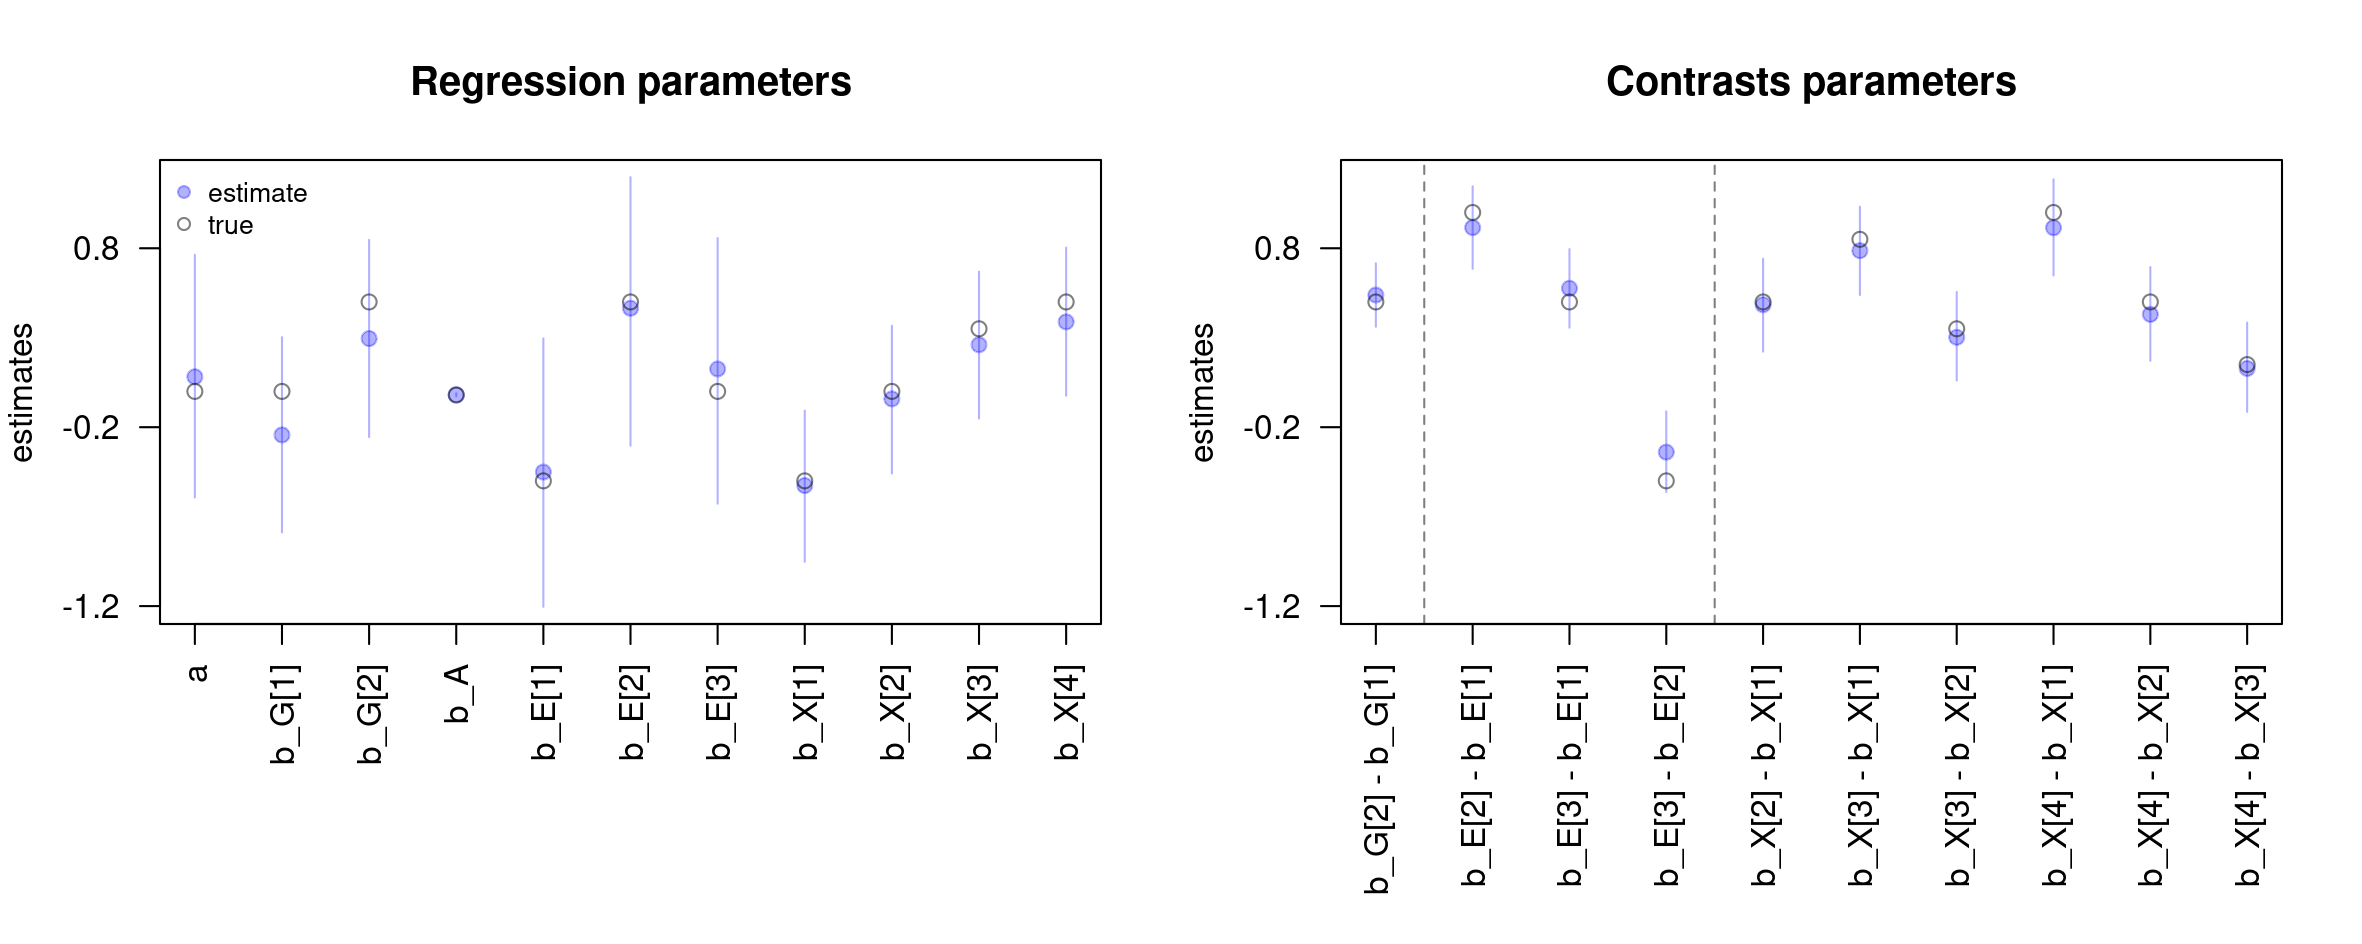 Regression parameters
estimate
true
estimates
0.8
-0.2
-1.2
a
b_G[1]
b_G[2]
b_A
b_E[1]
b_E[2]
b_E[3]
b_X[1]
b_X[2]
b_X[3]
b_X[4]
Contrasts parameters
estimates
0.8
-0.2
-1.2
b_G[2] - b_G[1]
b_E[2] - b_E[1]
b_E[3] - b_E[1]
b_E[3] - b_E[2]
b_X[2] - b_X[1]
b_X[3] - b_X[1]
b_X[3] - b_X[2]
b_X[4] - b_X[1]
b_X[4] - b_X[2]
b_X[4] - b_X[3]